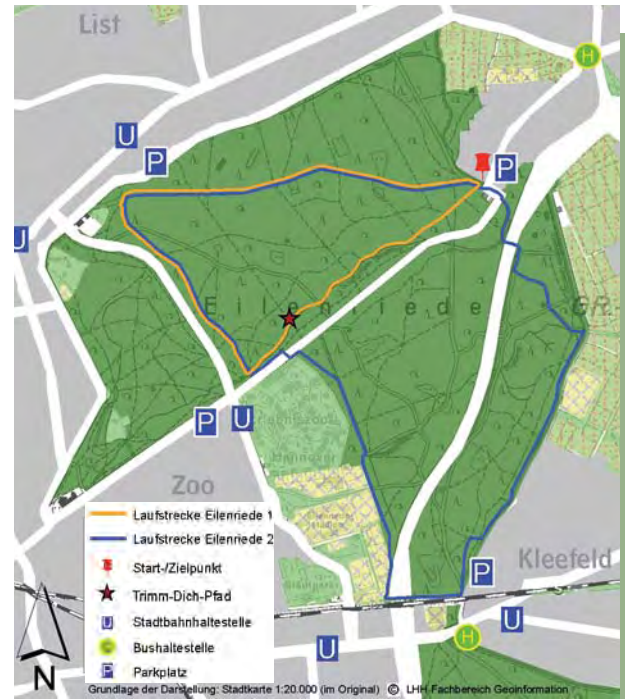 List
H
U
P
P
U
Eilenriede
P
U
Zoo
Kleefeld
P
Laufstrecke Eilenriede 1
Laufstrecke Eilenriede 2
Start-/Zielpunkt
Trimm-Dich-Pfad
U Stadtbahnhaltestelle
H Bushaltestelle
P Parkplatz
U
U
H
N
Grundlage der Darstellung: Stadtkarte 1:20.000 (im Original) © LHH Fachbereich Geoinformation